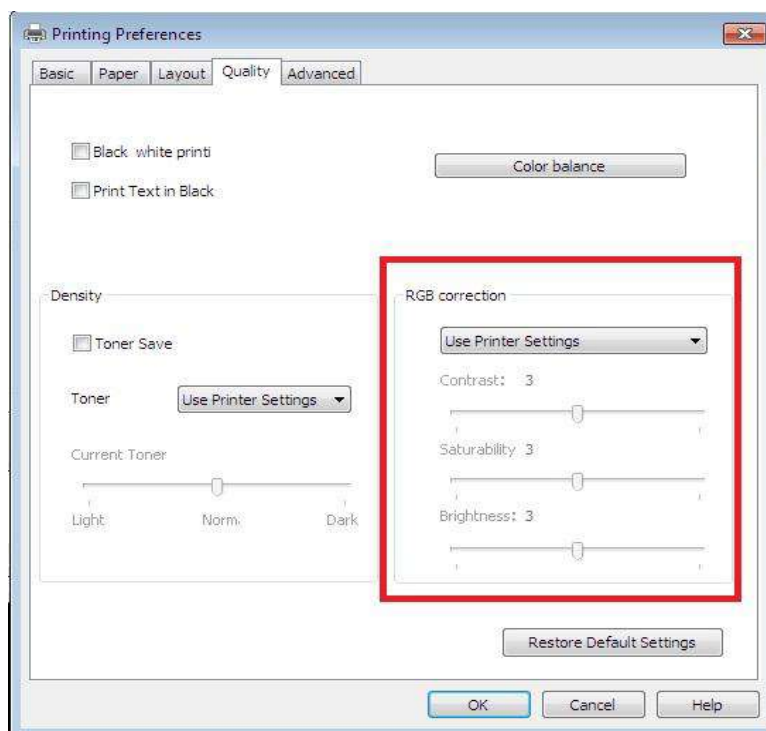 Printing Preferences
Basic Paper Layout Quality Advanced
Black white printi
Color balance
Print Text in Black
Density
Toner Save
Toner Use Printer Settings
Current Toner
Light Norm. Dark
RGB correction
Use Printer Settings
Contrast: 3
Saturability 3
Brightness: 3
Restore Default Settings
OK Cancel Help